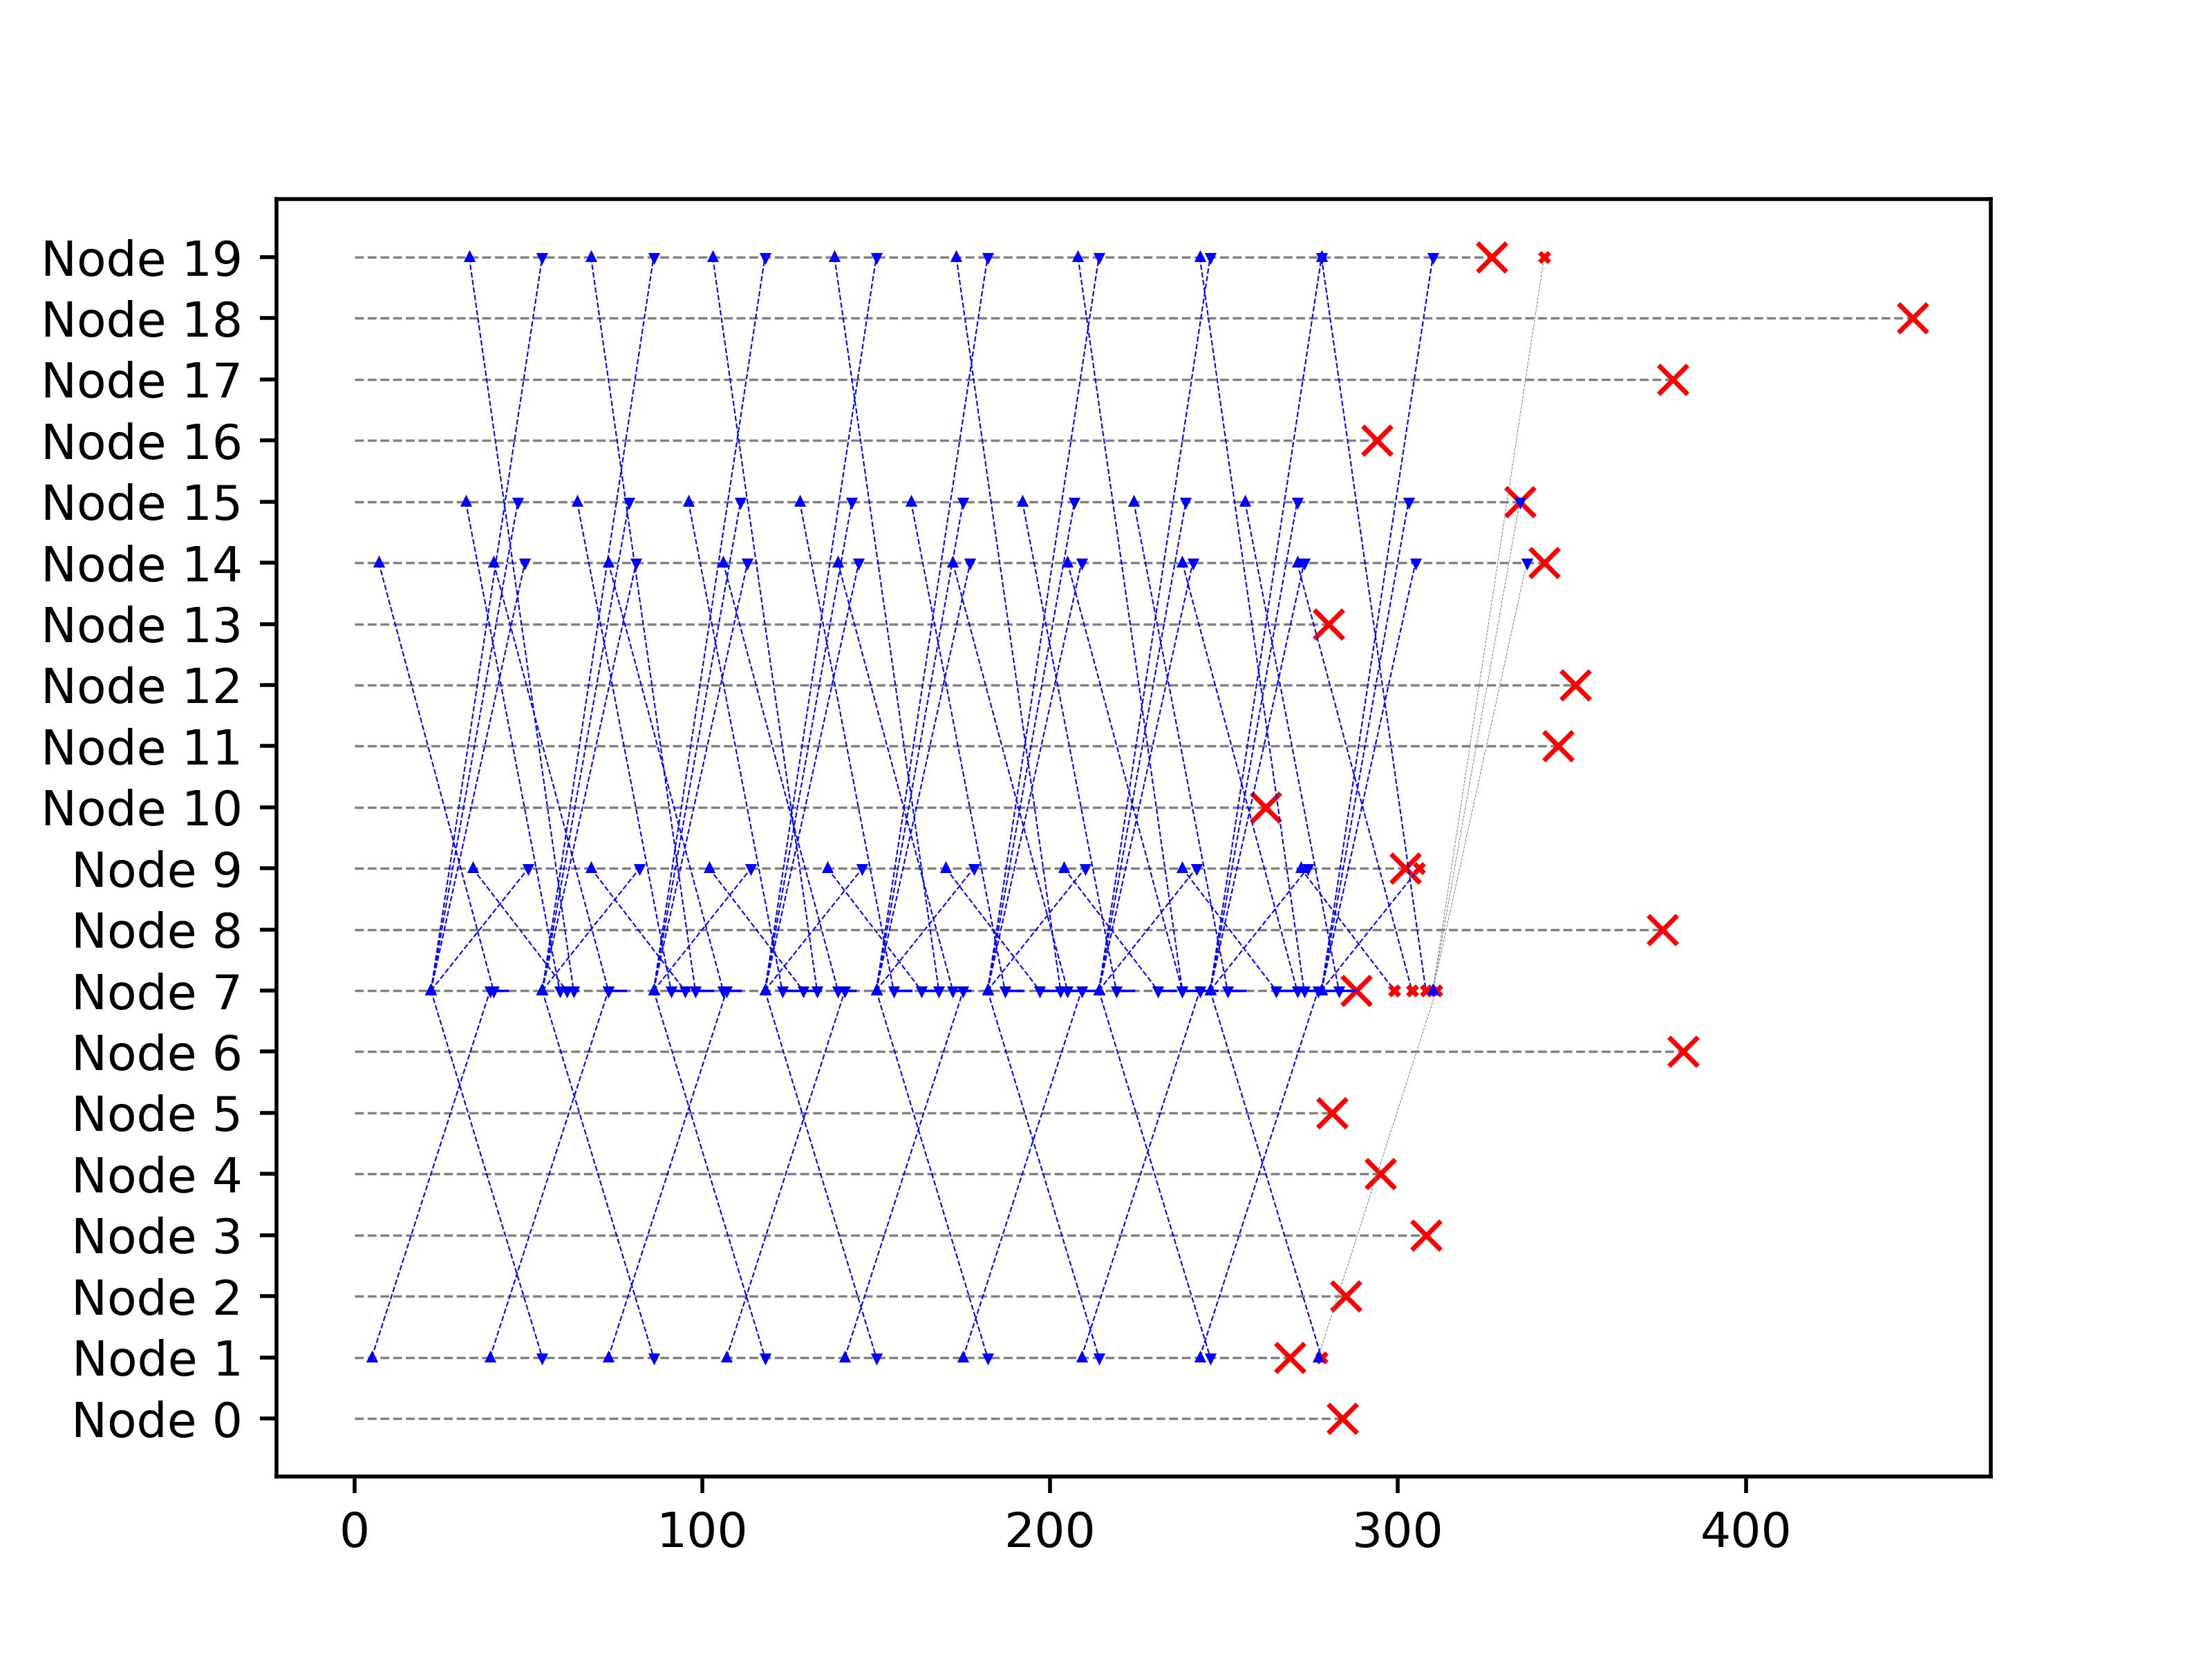 Node 19
Node 18
Node 17
Node 16
Node 15
Node 14
Node 13
Node 12
Node 11
Node 10
Node 9
Node 8
Node 7
Node 6
Node 5
Node 4
Node 3
Node 2
Node 1
Node 0
0 100 200 300 400